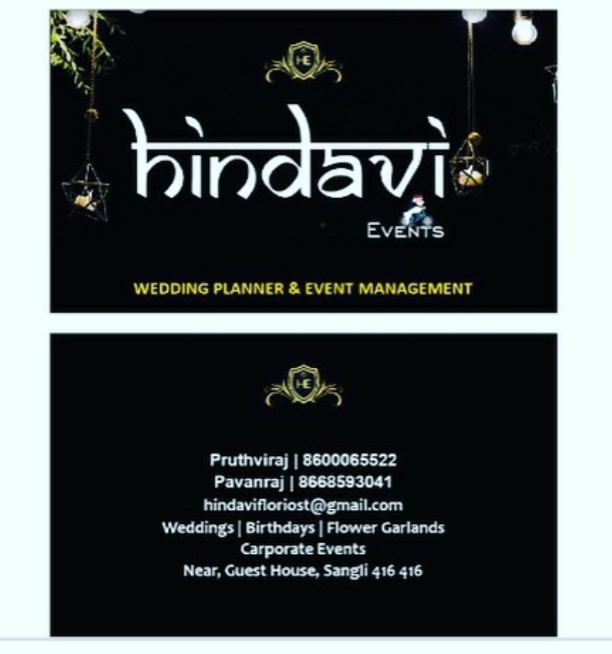 HE
hindavi
EVENTS
WEDDING PLANNER & EVENT MANAGEMENT
HE
Pruthviraj | 8600065522
Pavanraj | 8668593041
hindavifloriost@gmail.com
Weddings | Birthdays | Flower Garlands
Carporate Events
Near, Guest House, Sangli 416 416